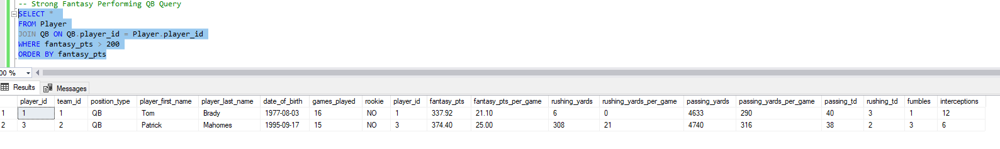 -- Strong Fantasy Performing QB Query
SELECT *
FROM Player
JOIN QB ON QB.player_id = Player.player_id
WHERE fantasy_pts > 200
ORDER BY fantasy_pts
00 %
Results Messages
player_id team_id position_type player_first_name player_last_name date_of_birth games_played rookie player_id fantasy_pts fantasy_pts_per_game rushing_yards rushing_yards_per_game passing_yards passing_yards_per_game passing_td rushing_td fumbles interceptions
1 1 1 QB Tom Brady 1977-08-03 16 NO 1 337.92 21.10 6 0 4633 290 40 3 1 12
2 3 2 QB Patrick Mahomes 1995-09-17 15 NO 3 374.40 25.00 308 21 4740 316 38 2 3 6